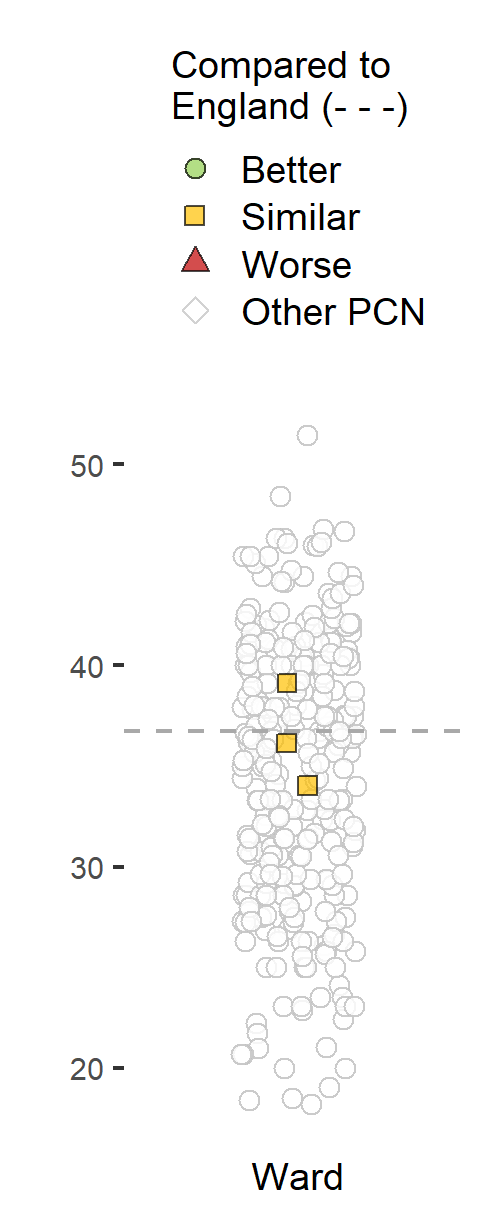 Compared to
England (- - -)
Better
Similar
Worse
Other PCN
50
40
30
20
Ward